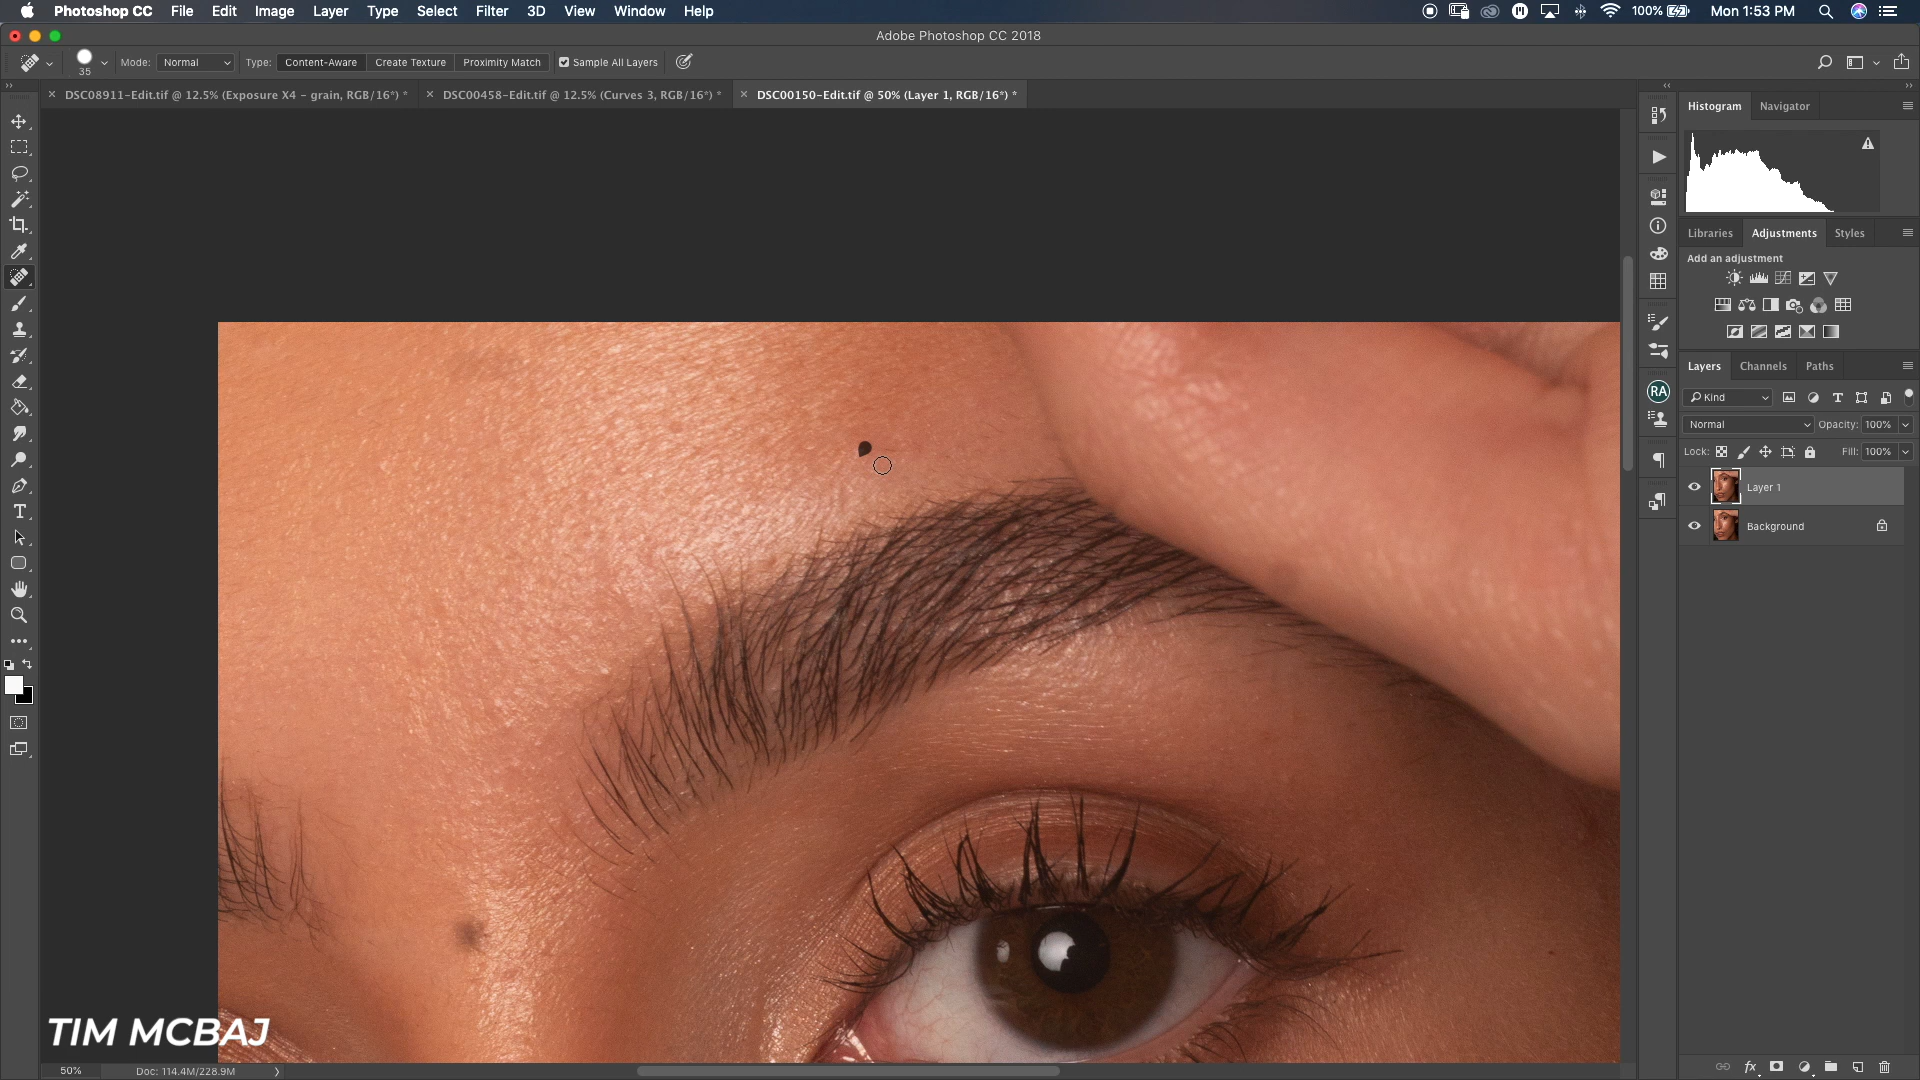 Photoshop CC File Edit Image Layer Type Select Filter 3D View Window Help 100% Mon 1:53 PM
Adobe Photoshop CC 2018
35 Mode: Normal Type: Content-Aware Create Texture Proximity Match Sample All Layers
DSC08911-Edit.tif @ 12.5% (Exposure X4 - grain, RGB/16*) * DSC00458-Edit.tif @ 12.5% (Curves 3, RGB/16*) * DSC00150-Edit.tif @ 50% (Layer 1, RGB/16*) *
Histogram Navigator
Libraries Adjustments Styles
Add an adjustment
Layers Channels Paths
RA
Kind
Normal Opacity: 100%
Lock: Fill: 100%
Layer 1
Background
TIM MCBAJ
50% Doc: 114.4M/228.9M
fx